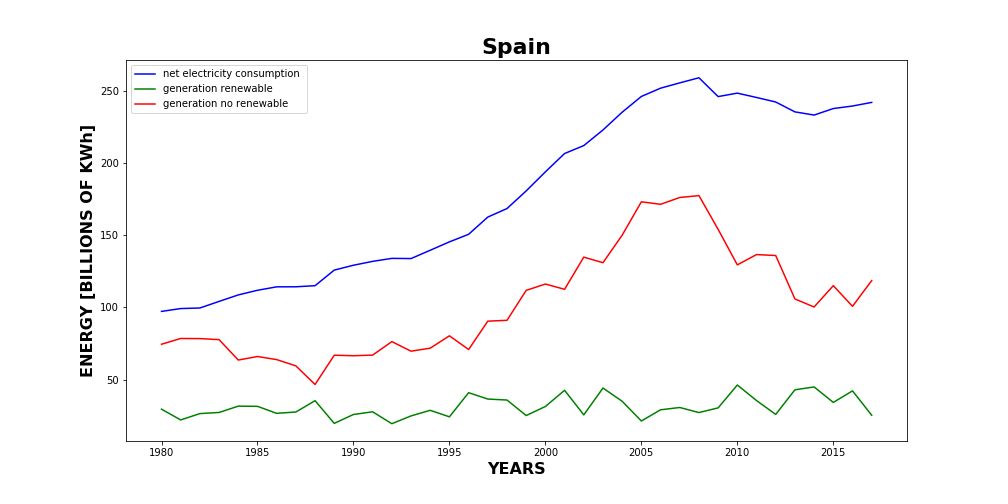 Spain
net electricity consumption
generation renewable
generation no renewable
ENERGY [BILLIONS OF KWh]
250
200
150
100
50
1980 1985 1990 1995 2000 2005 2010 2015
YEARS